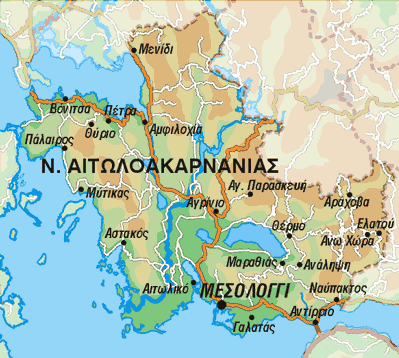 Μενίδι
Βόνιτσα
Πέτρα
Θύριο
Αμφιλοχία
Πάλαιρος
Ν. ΑΙΤΩΛΟΑΚΑΡΝΑΝΙΑΣ
Μύτικας
Αγ. Παρασκευή
Αράχοβα
Αγρίνιο
Θέρμο
Ελατού
Άνω Χώρα
Αστακός
Μαραθιάς
Ανάληψη
Αιτωλικό
ΜΕΣΟΛΟΓΓΙ
Ναύπακτος
Αντίρριο
Γαλατάς